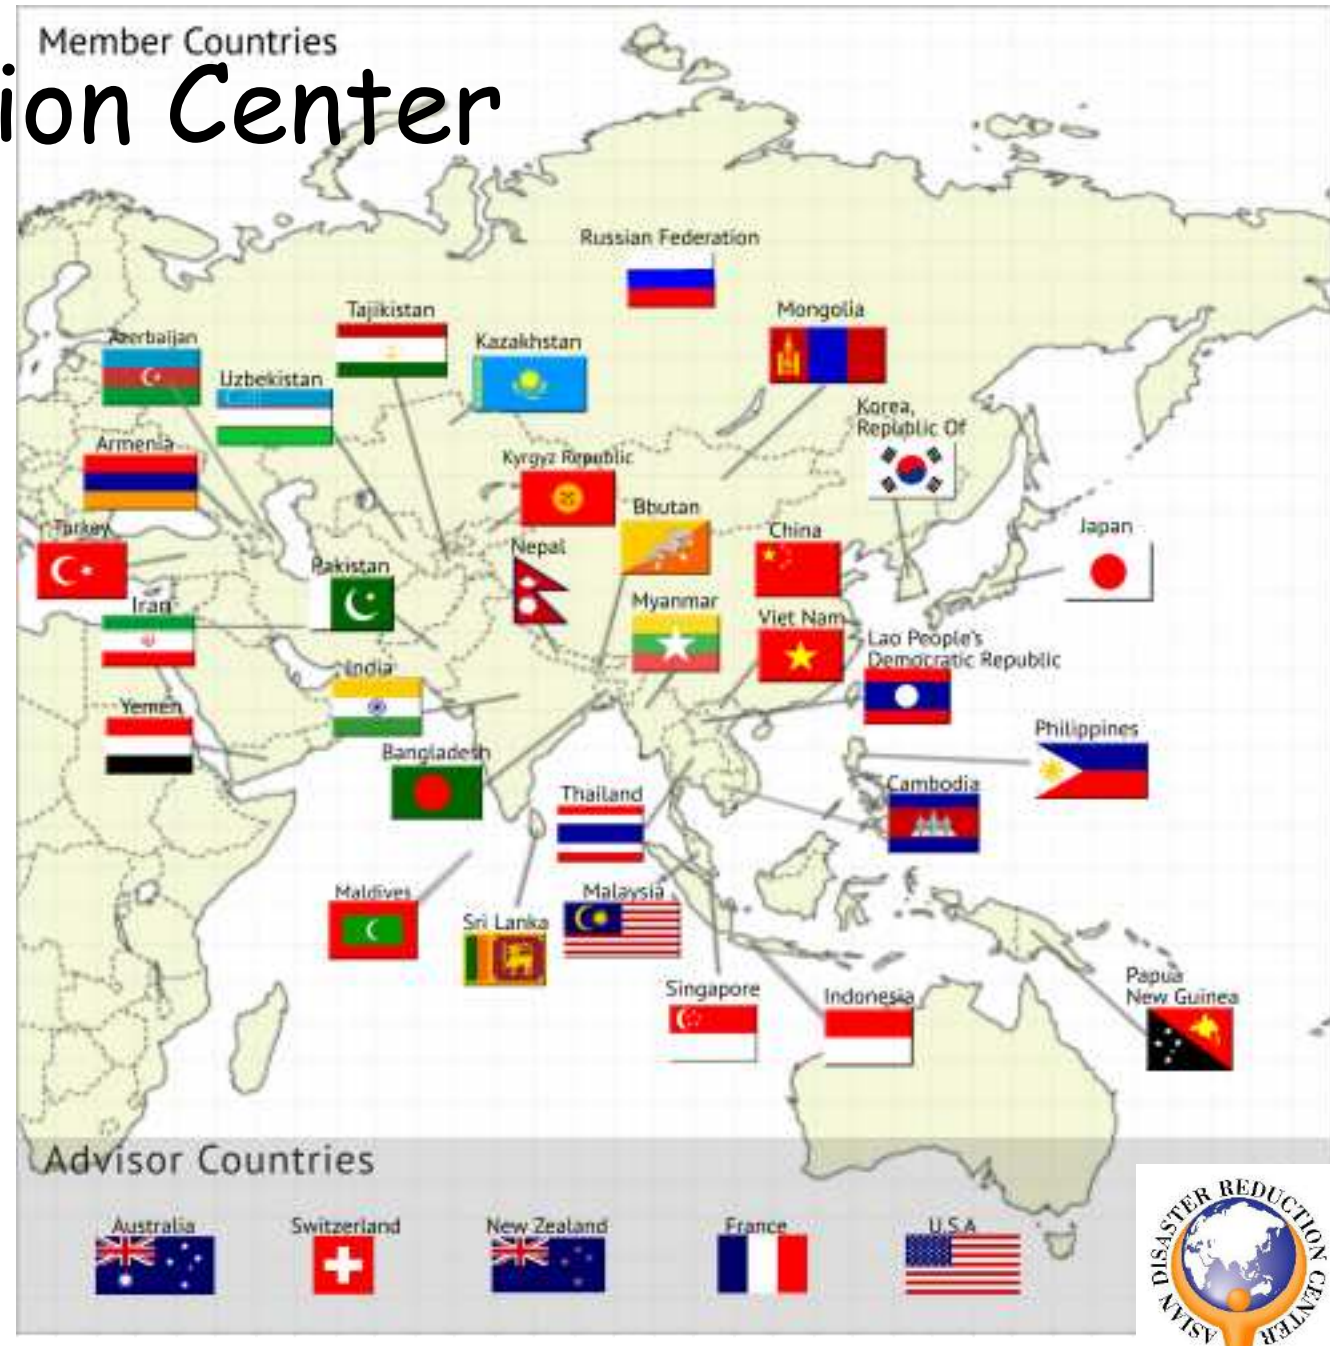 Member Countries
ion Center
Russian Federation
Tajikistan
Mongolia
Azerbaijan
Kazakhstan
Uzbekistan
Korea,
Republic Of
Armenia
Kyrgyz Republic
Bhutan
Turkey
China
Japan
Nepal
Pakistan
Iran
Myanmar
Viet Nam
Lao People's
Democratic Republic
India
Yemen
Philippines
Bangladesh
Cambodia
Thailand
Maldives
Malaysia
Sri Lanka
Singapore
Indonesia
Papua
New Guinea
Advisor Countries
Australia
Switzerland
New Zealand
France
U.S.A
ASIAN DISASTER REDUCTION CENTER